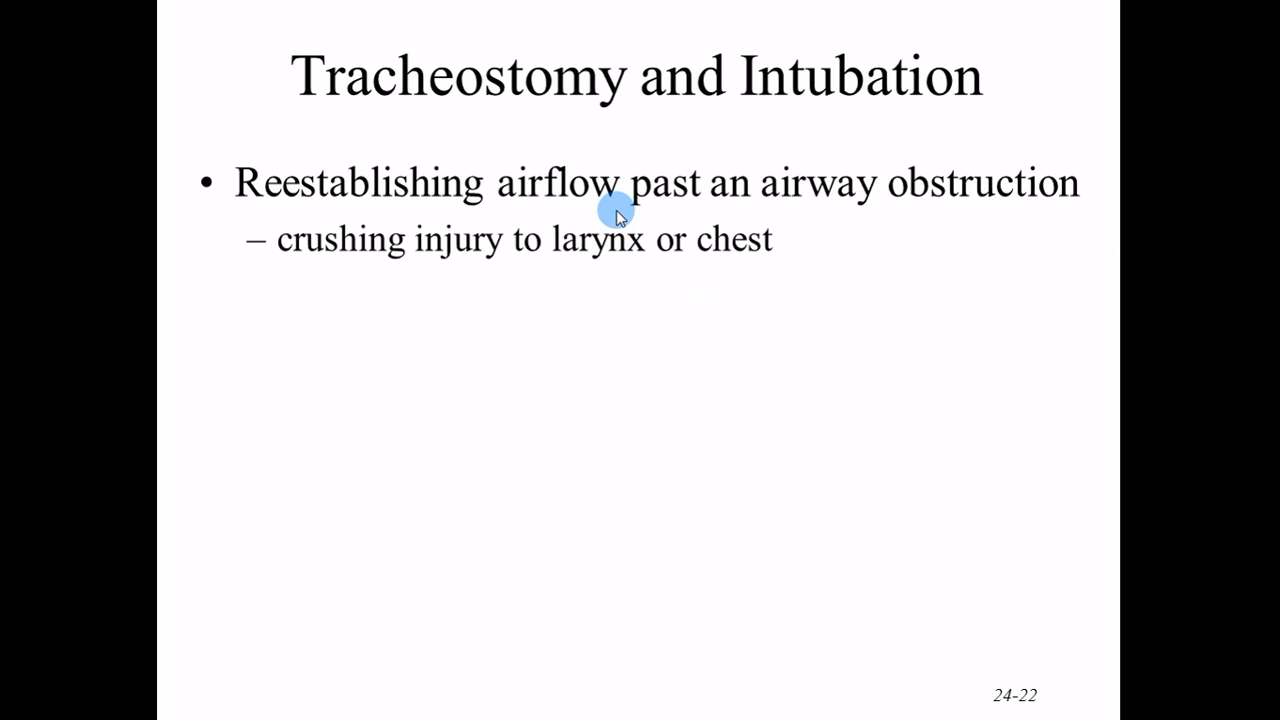 Tracheostomy and Intubation
• Reestablishing airflow past an airway obstruction
– crushing injury to larynx or chest
24-22